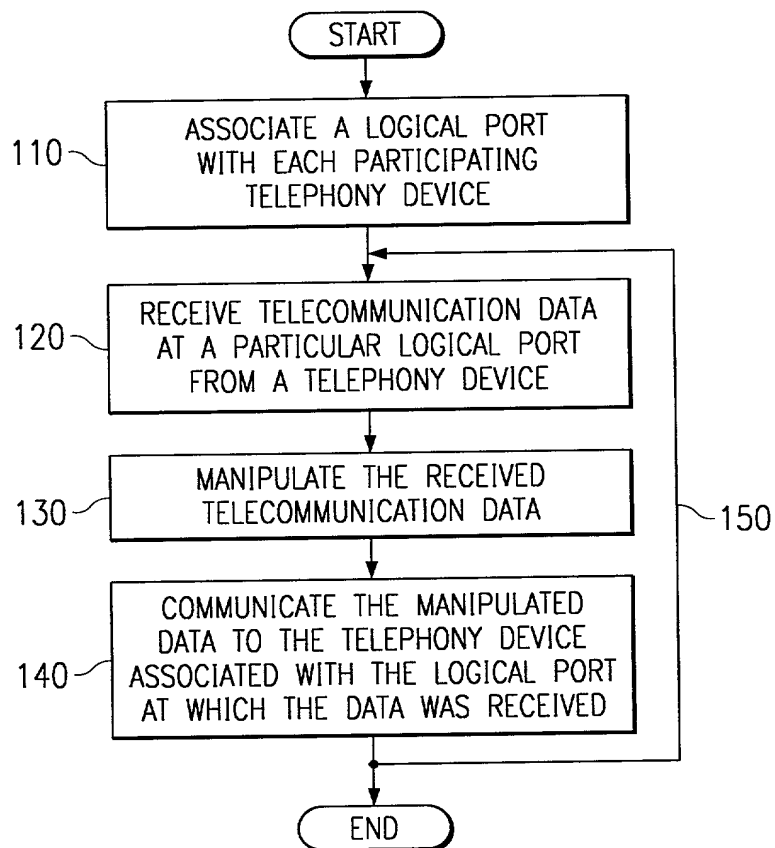 START
110
ASSOCIATE A LOGICAL PORT
WITH EACH PARTICIPATING
TELEPHONY DEVICE
120
RECEIVE TELECOMMUNICATION DATA
AT A PARTICULAR LOGICAL PORT
FROM A TELEPHONY DEVICE
130
MANIPULATE THE RECEIVED
TELECOMMUNICATION DATA
150
140
COMMUNICATE THE MANIPULATED
DATA TO THE TELEPHONY DEVICE
ASSOCIATED WITH THE LOGICAL PORT
AT WHICH THE DATA WAS RECEIVED
END